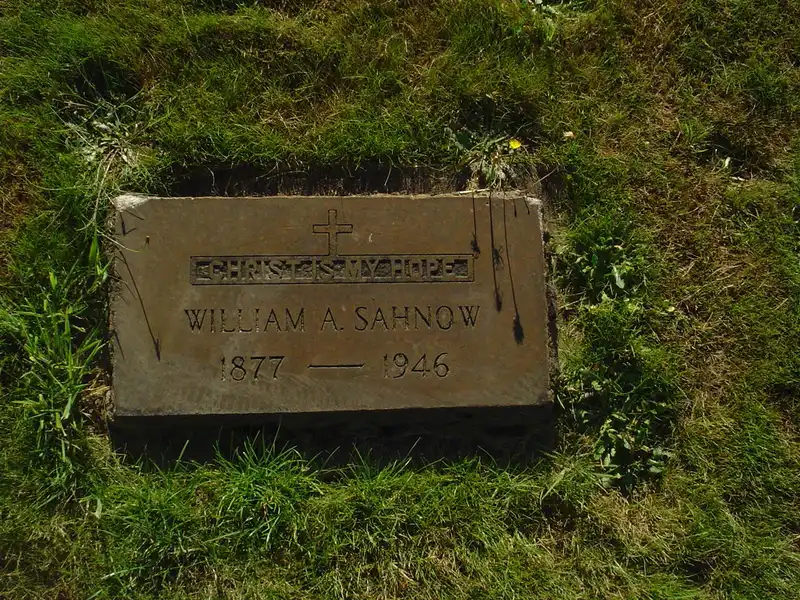 CHRIST IS MY HOPE
WILLIAM A. SAHNOW
1877 — 1946